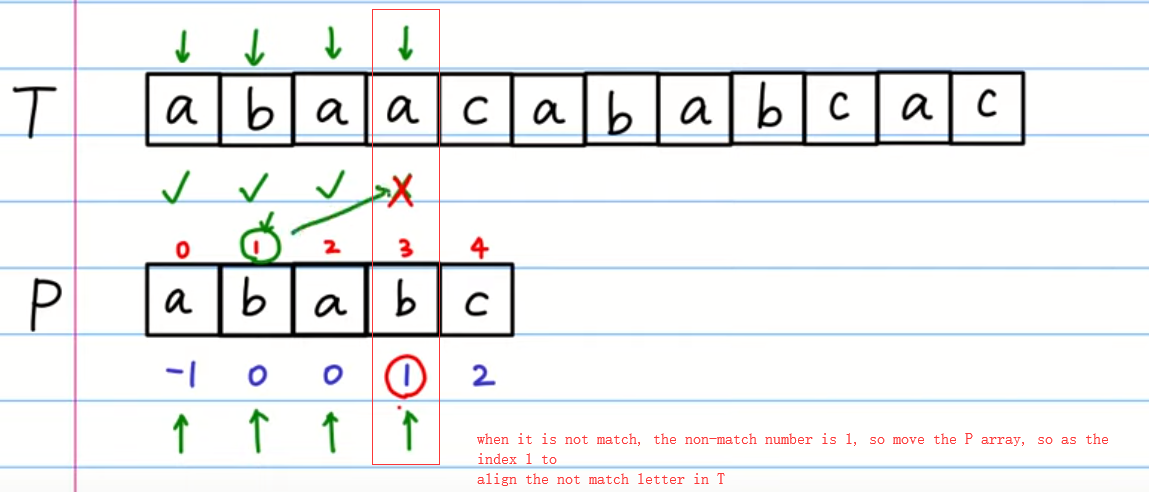 T a b a a c a b a b c a c
0 1 2 3 4
P a b a b c
-1 0 0 1 2
when it is not match, the non-match number is 1, so move the P array, so as the
index 1 to
align the not match letter in T